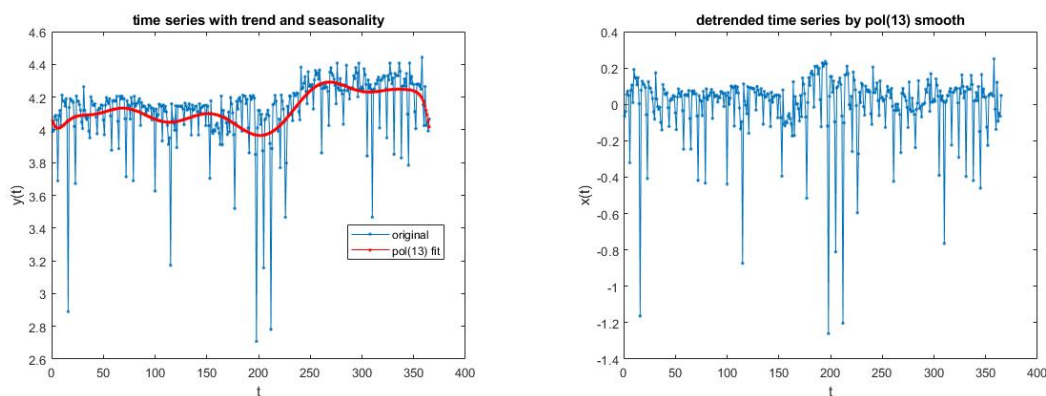 time series with trend and seasonality
4.6
4.4
4.2
4
3.8
3.6
3.4
3.2
3
2.8
2.6
y(t)
original
pol(13) fit
0 50 100 150 200 250 300 350 400
t
detrended time series by pol(13) smooth
0.4
0.2
0
-0.2
-0.4
-0.6
-0.8
-1
-1.2
-1.4
x(t)
0 50 100 150 200 250 300 350 400
t